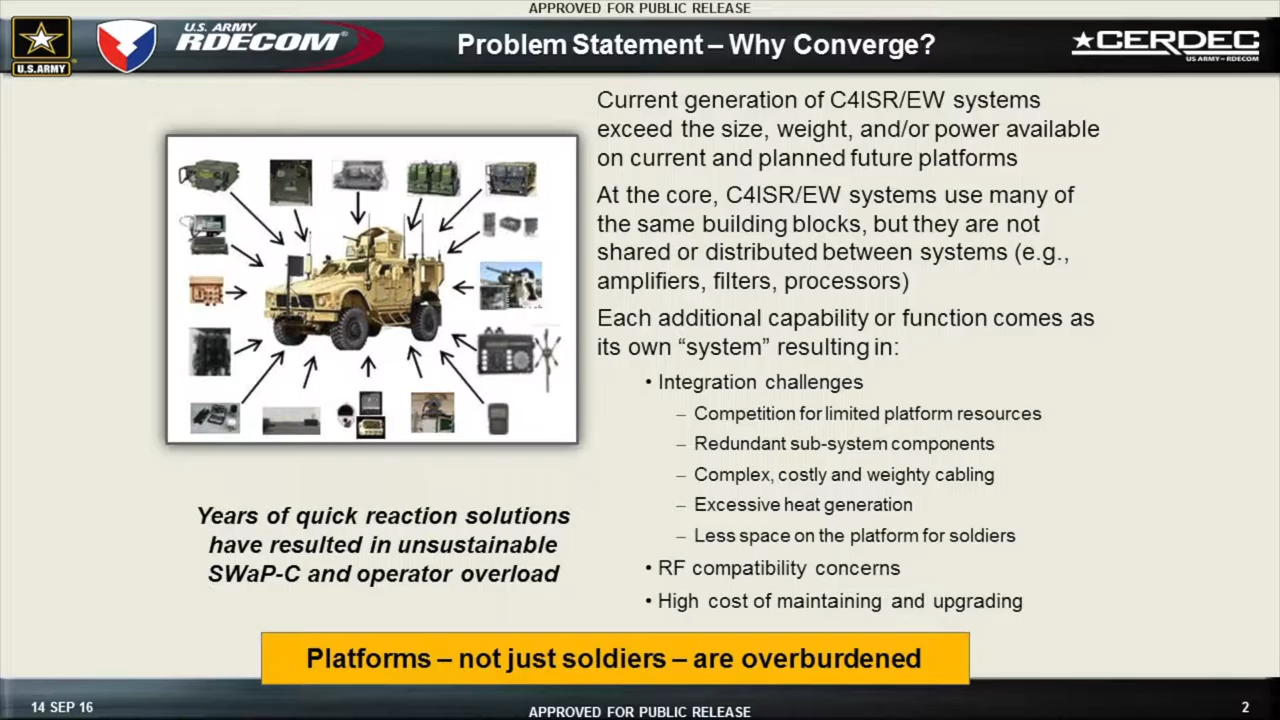 APPROVED FOR PUBLIC RELEASE
U.S. ARMY
RDECOM®
Problem Statement – Why Converge?
CERDEC
U.S.ARMY
US ARMY – RDECOM
Current generation of C4ISR/EW systems
exceed the size, weight, and/or power available
on current and planned future platforms
At the core, C4ISR/EW systems use many of
the same building blocks, but they are not
shared or distributed between systems (e.g.,
amplifiers, filters, processors)
Each additional capability or function comes as
its own “system” resulting in:
• Integration challenges
– Competition for limited platform resources
– Redundant sub-system components
– Complex, costly and weighty cabling
– Excessive heat generation
– Less space on the platform for soldiers
• RF compatibility concerns
• High cost of maintaining and upgrading
Years of quick reaction solutions
have resulted in unsustainable
SWaP-C and operator overload
Platforms – not just soldiers – are overburdened
14 SEP 16
APPROVED FOR PUBLIC RELEASE
2